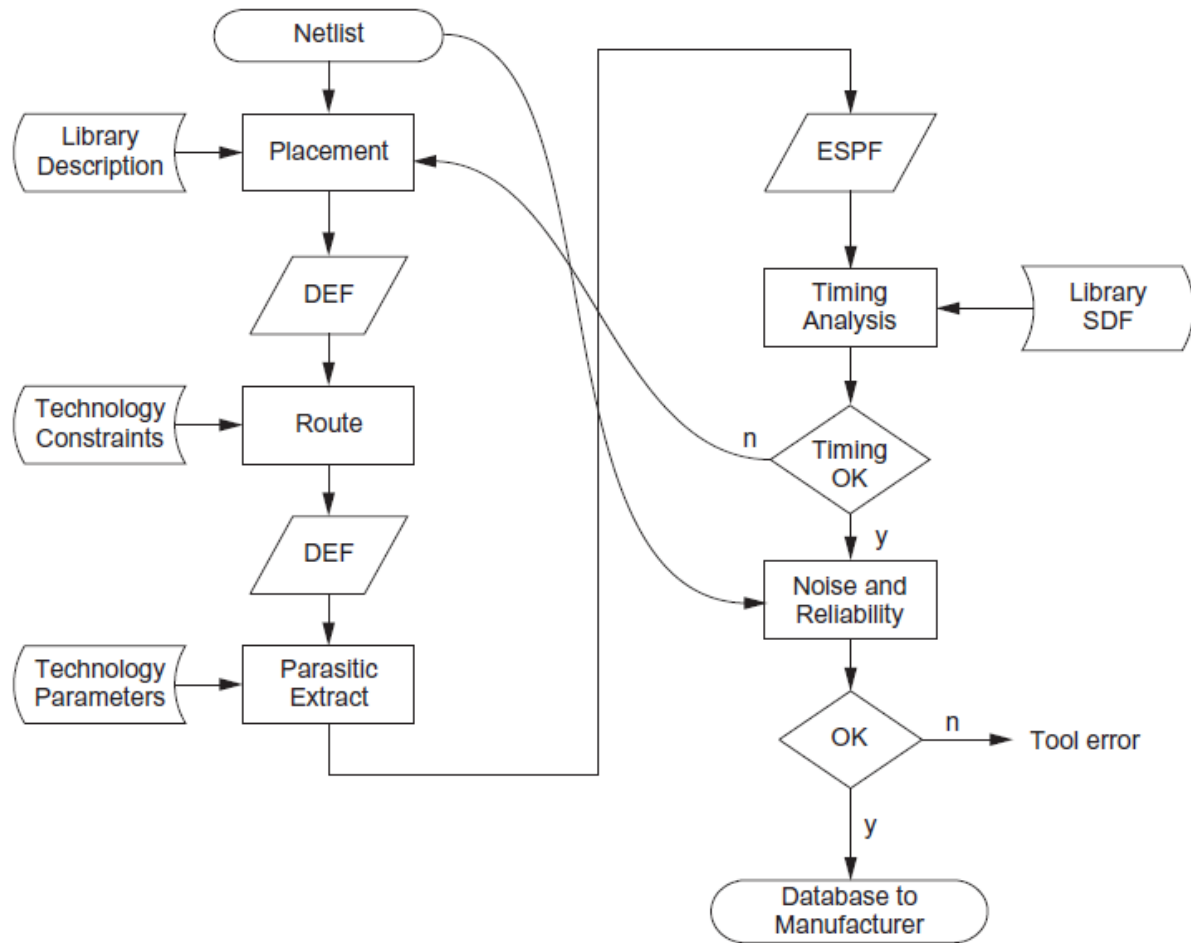 Netlist
Library
Description
Placement
DEF
Technology
Constraints
Route
DEF
Technology
Parameters
Parasitic
Extract
ESPF
Timing
Analysis
Library
SDF
n
Timing
OK
y
Noise and
Reliability
OK
n
Tool error
y
Database to
Manufacturer